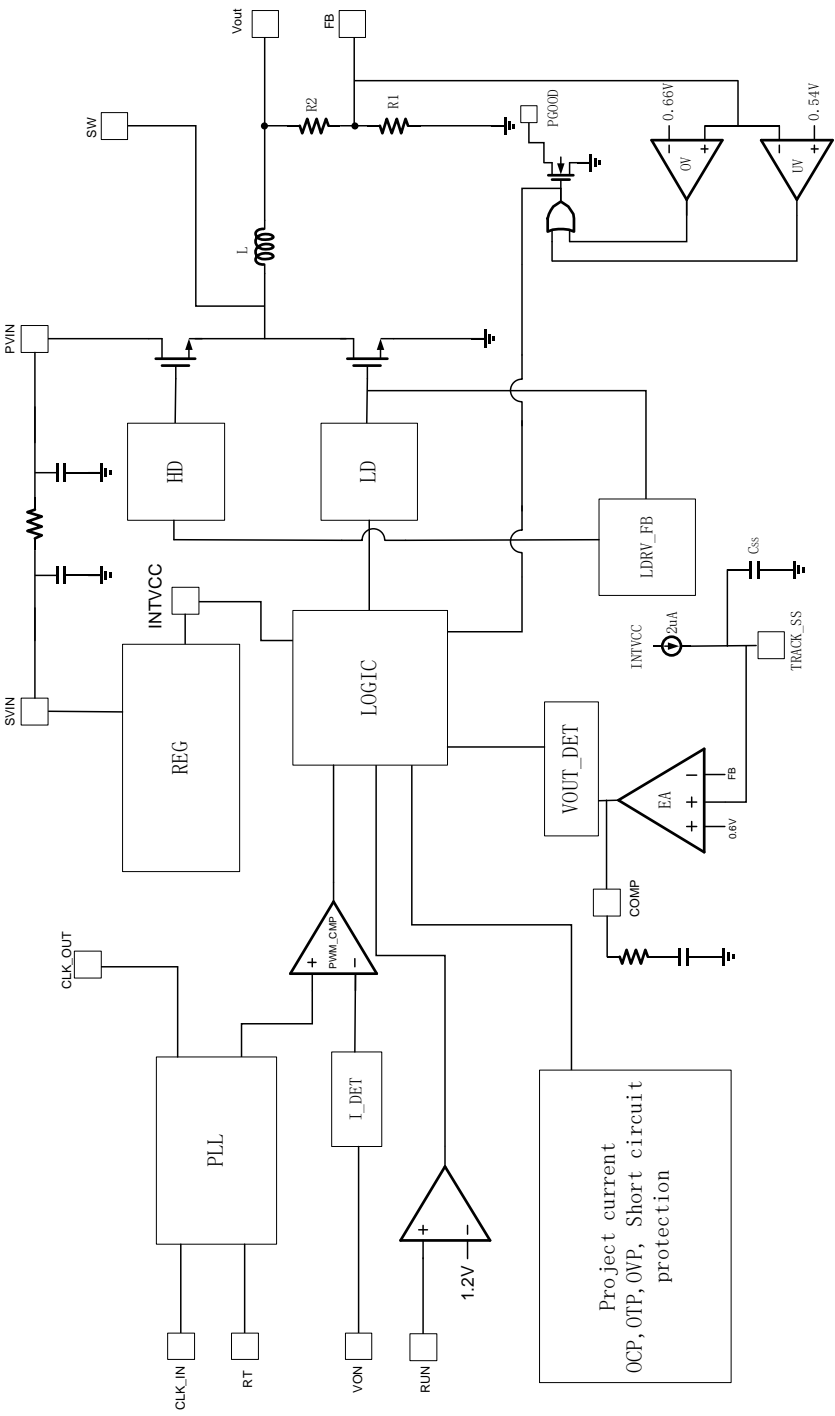 CLK_IN
RT
VON
RUN
1.2V
+
−
CLK_OUT
PLL
I_DET
+
−
PWM_CMP
Project current
OCP,OTP,OVP, Short circuit
protection
SVIN
REG
INTVCC
LOGIC
VOUT_DET
COMP
EA
+
+
−
0.6V
FB
INTVCC
2uA
Css
TRACK_SS
PVIN
HD
LD
LDRV_FB
SW
L
Vout
FB
R2
R1
PGOOD
OV
−
+
0.66V
UV
−
+
0.54V